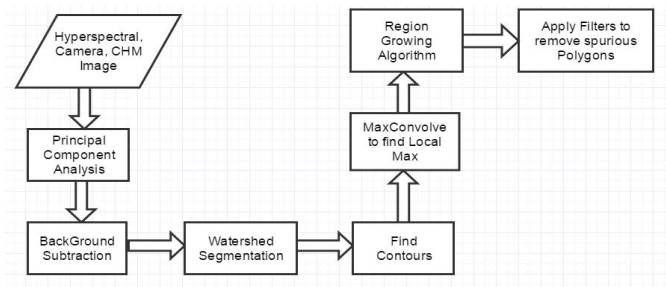 Hyperspectral,
Camera, CHM
Image
Principal
Component
Analysis
BackGround
Subtraction
Watershed
Segmentation
Find
Contours
MaxConvolve
to find Local
Max
Region
Growing
Algorithm
Apply Filters to
remove spurious
Polygons